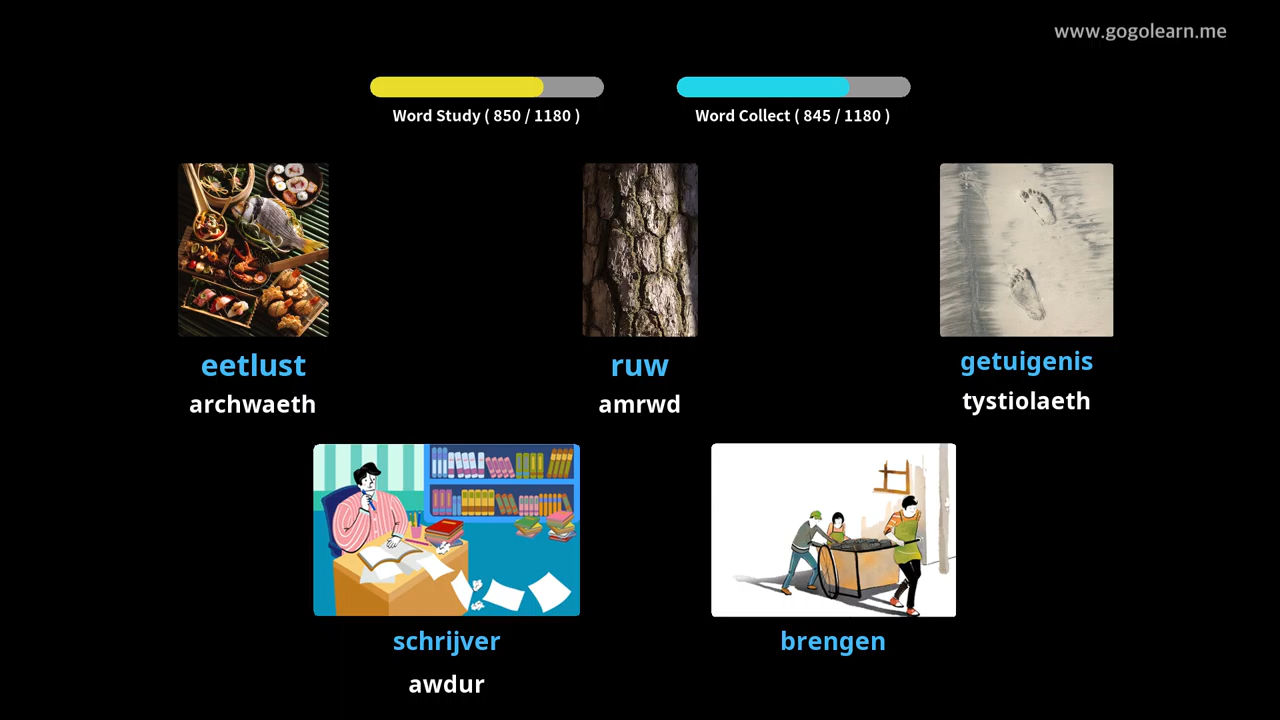 www.gogolearn.me
Word Study ( 850 / 1180 )
Word Collect ( 845 / 1180 )
eetlust
archwaeth
ruw
amrwd
getuigenis
tystiolaeth
schrijver
awdur
brengen